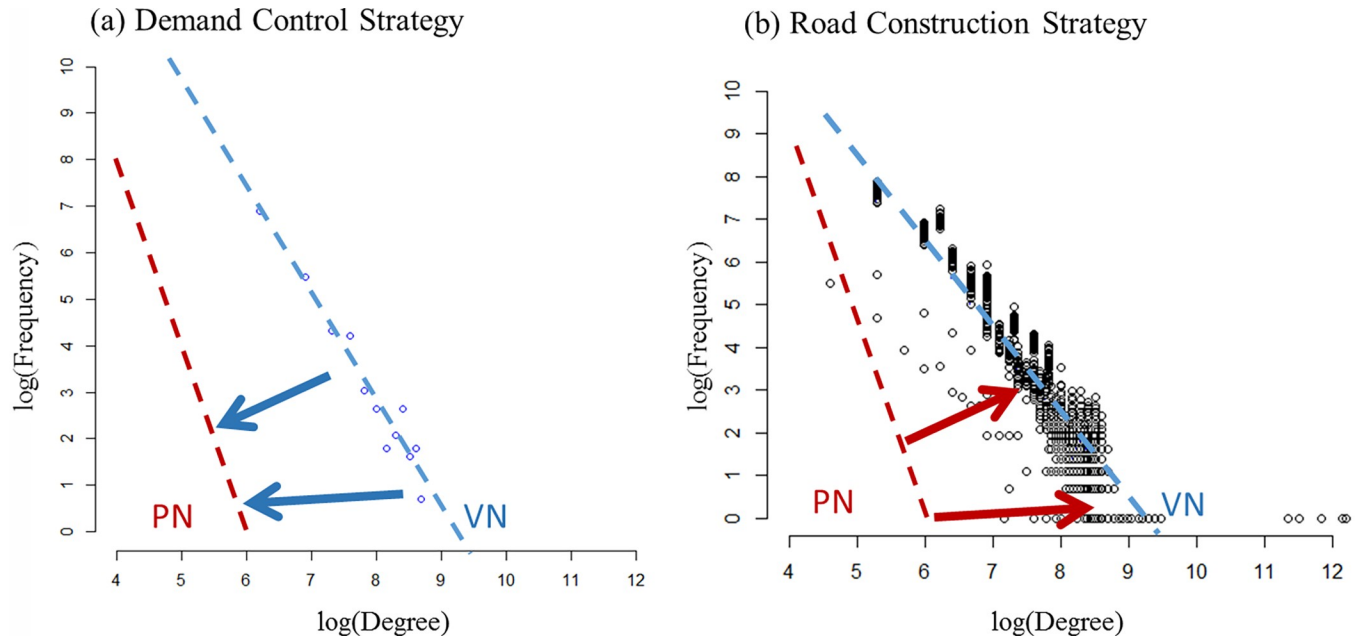 (a) Demand Control Strategy
10
9
8
7
6
5
4
3
2
1
0
log(Frequency)
PN
VN
4 5 6 7 8 9 10 11 12
log(Degree)
(b) Road Construction Strategy
10
9
8
7
6
5
4
3
2
1
0
log(Frequency)
PN
VN
4 5 6 7 8 9 10 11 12
log(Degree)